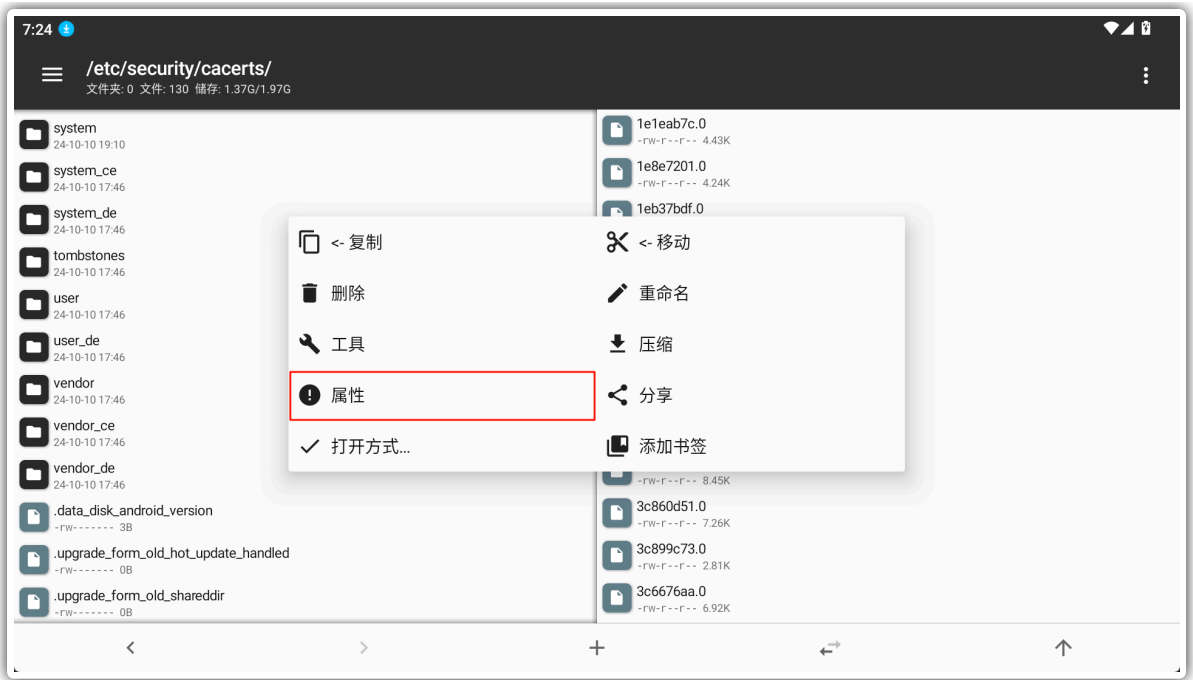 7:24
/etc/security/cacerts/
文件夹: 0 文件: 130 储存: 1.37G/1.97G
system
24-10-10 19:10
system_ce
24-10-10 17:46
system_de
24-10-10 17:46
tombstones
24-10-10 17:46
user
24-10-10 17:46
user_de
24-10-10 17:46
vendor
24-10-10 17:46
vendor_ce
24-10-10 17:46
vendor_de
24-10-10 17:46
.data_disk_android_version
-rw------- 3B
.upgrade_form_old_hot_update_handled
-rw------- 0B
.upgrade_form_old_shareddir
-rw------- 0B
1e1eab7c.0
-rw-r--r-- 4.43K
1e8e7201.0
-rw-r--r-- 4.24K
1eb37bdf.0
<- 复制
<- 移动
删除
重命名
工具
压缩
属性
分享
打开方式...
添加书签
-rw-r--r-- 8.45K
3c860d51.0
-rw-r--r-- 7.26K
3c899c73.0
-rw-r--r-- 2.81K
3c6676aa.0
-rw-r--r-- 6.92K